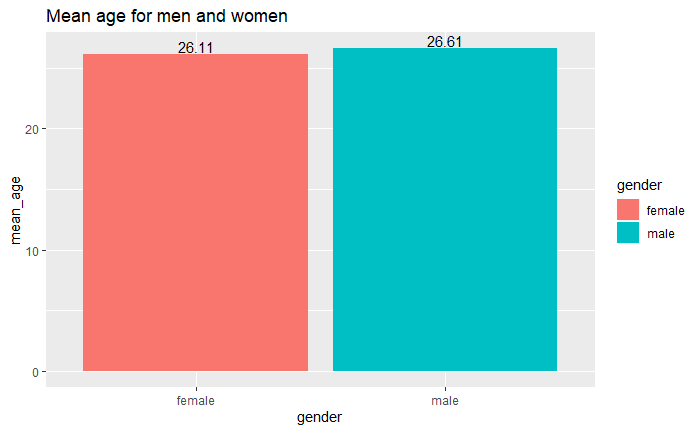 Mean age for men and women
26.11
26.61
20
10
0
mean_age
female
male
gender
gender
female
male